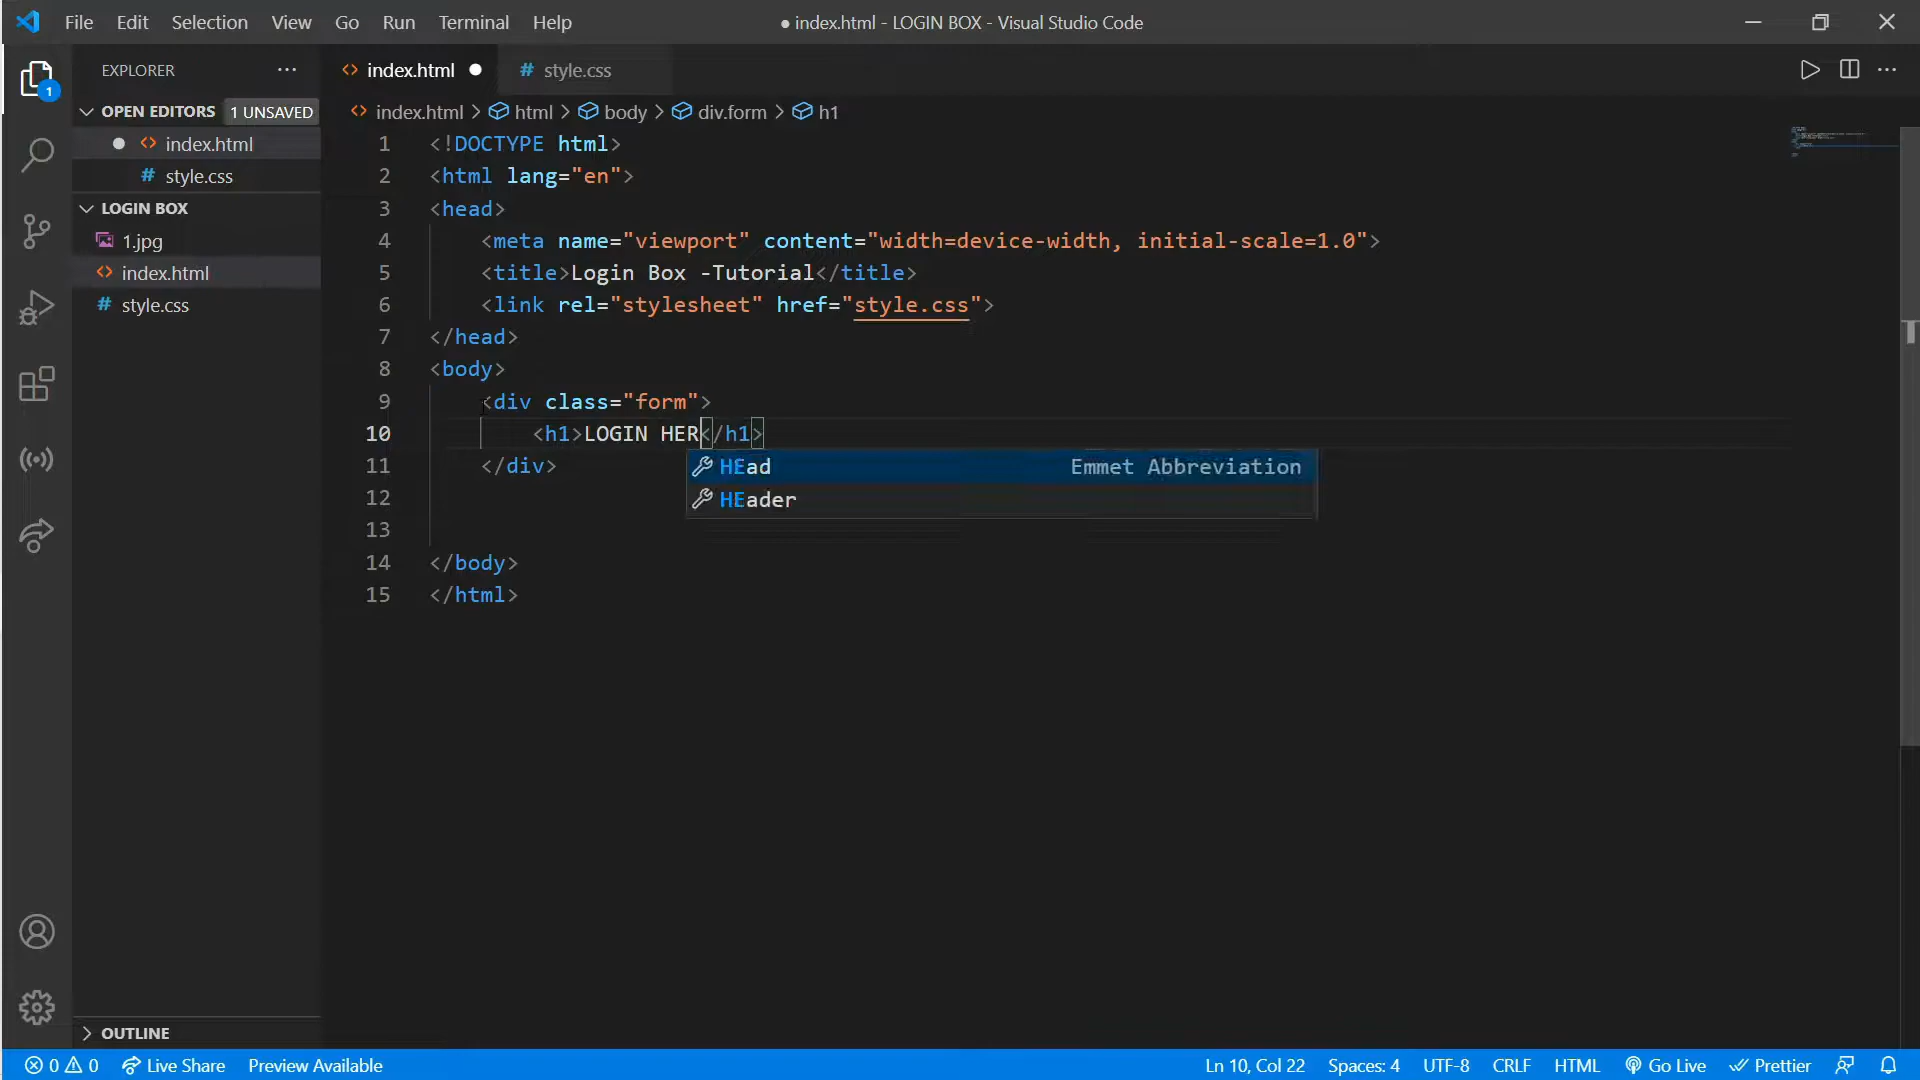 File Edit Selection View Go Run Terminal Help
● index.html - LOGIN BOX - Visual Studio Code
EXPLORER
1
OPEN EDITORS 1 UNSAVED
index.html
style.css
LOGIN BOX
1.jpg
index.html
style.css
OUTLINE
index.html
style.css
index.html > html > body > div.form > h1
1 <!DOCTYPE html>
2 <html lang="en">
3 <head>
4 <meta name="viewport" content="width=device-width, initial-scale=1.0">
5 <title>Login Box -Tutorial</title>
6 <link rel="stylesheet" href="style.css">
7 </head>
8 <body>
9 <div class="form">
10 <h1>LOGIN HER</h1>
11 </div>
12
13
14 </body>
15 </html>
HEad Emmet Abbreviation
HEader
0 0 Live Share Preview Available Ln 10, Col 22 Spaces: 4 UTF-8 CRLF HTML Go Live Prettier